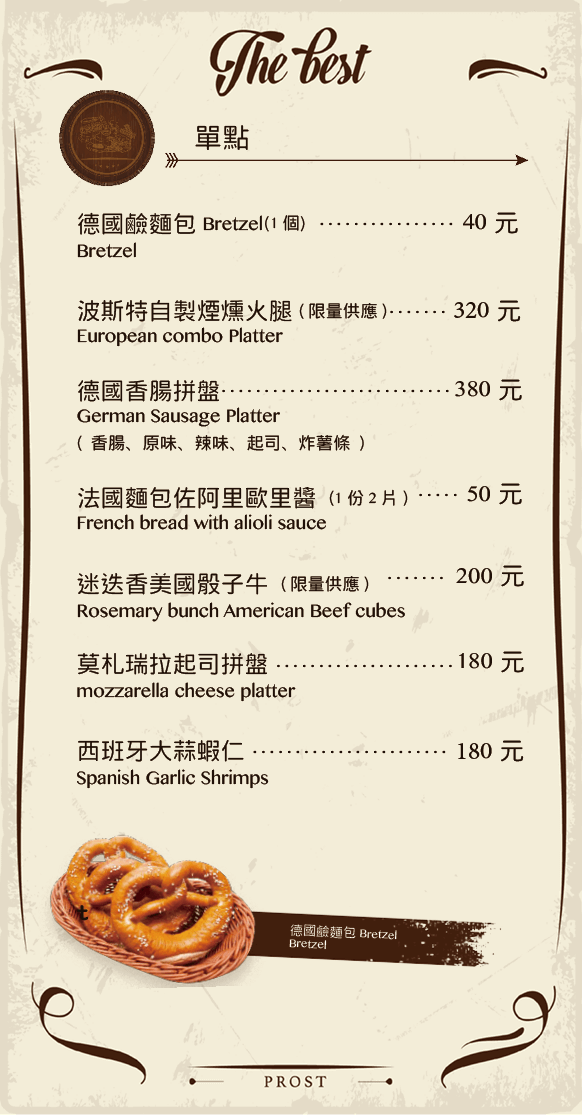 The best
單點
德國鹼麵包 Bretzel(1 個) ················ 40 元
Bretzel
波斯特自製煙燻火腿 (限量供應)······· 320 元
European combo Platter
德國香腸拼盤··························· 380 元
German Sausage Platter
( 香腸、原味、辣味、起司、炸薯條 )
法國麵包佐阿里歐里醬 (1 份 2 片) ····· 50 元
French bread with alioli sauce
迷迭香美國骰子牛 (限量供應) ······· 200 元
Rosemary bunch American Beef cubes
莫札瑞拉起司拼盤 ····················· 180 元
mozzarella cheese platter
西班牙大蒜蝦仁 ······················· 180 元
Spanish Garlic Shrimps
t
德國鹼麵包 Bretzel
Bretzel
PROST